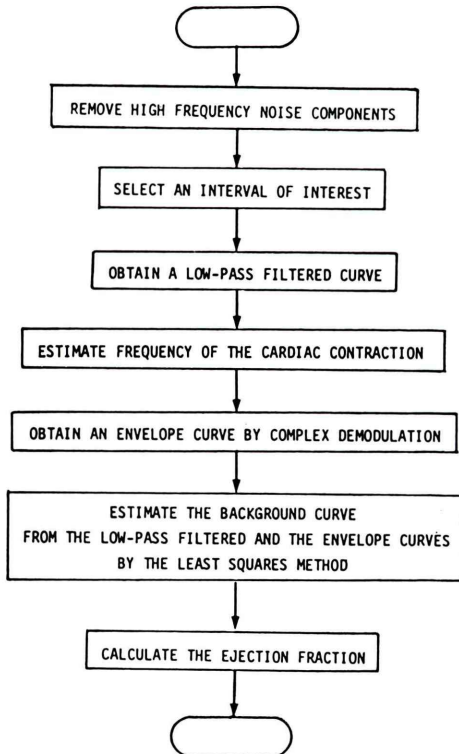 REMOVE HIGH FREQUENCY NOISE COMPONENTS
SELECT AN INTERVAL OF INTEREST
OBTAIN A LOW-PASS FILTERED CURVE
ESTIMATE FREQUENCY OF THE CARDIAC CONTRACTION
OBTAIN AN ENVELOPE CURVE BY COMPLEX DEMODULATION
ESTIMATE THE BACKGROUND CURVE
FROM THE LOW-PASS FILTERED AND THE ENVELOPE CURVES
BY THE LEAST SQUARES METHOD
CALCULATE THE EJECTION FRACTION